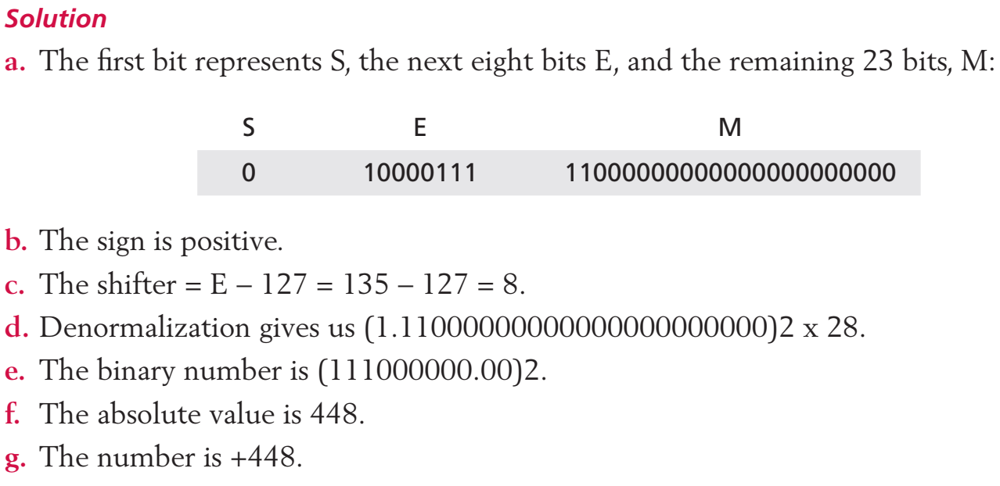 Solution
a. The first bit represents S, the next eight bits E, and the remaining 23 bits, M:
S E M
0 10000111 11000000000000000000000
b. The sign is positive.
c. The shifter = E – 127 = 135 – 127 = 8.
d. Denormalization gives us (1.11000000000000000000000)2 x 28.
e. The binary number is (111000000.00)2.
f. The absolute value is 448.
g. The number is +448.